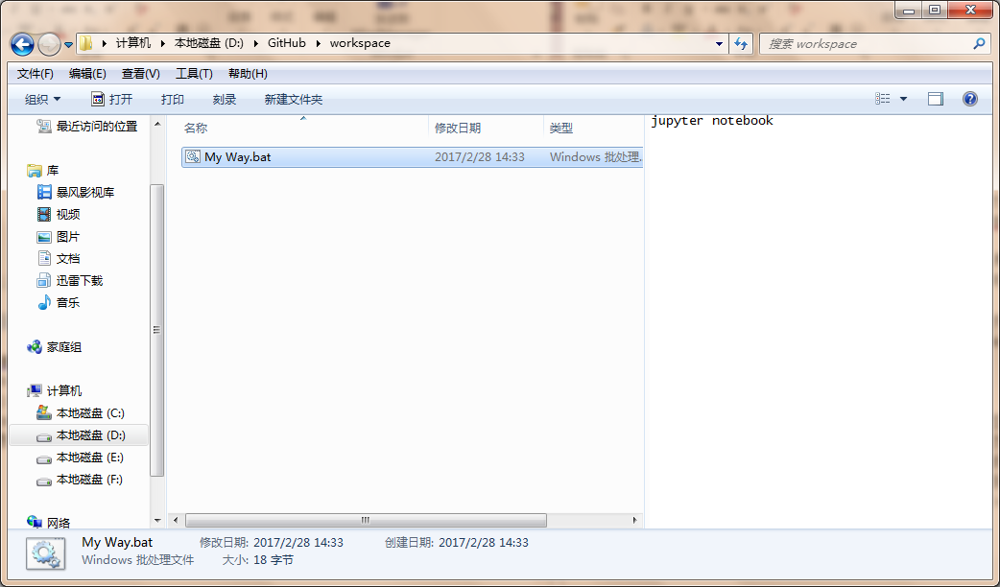 计算机 本地磁盘 (D:) GitHub workspace 搜索 workspace
文件(F) 编辑(E) 查看(V) 工具(T) 帮助(H)
组织 打开 打印 刻录 新建文件夹
最近访问的位置
库
暴风影视库
视频
图片
文档
迅雷下载
音乐
家庭组
计算机
本地磁盘 (C:)
本地磁盘 (D:)
本地磁盘 (E:)
本地磁盘 (F:)
网络
名称 修改日期 类型
My Way.bat 2017/2/28 14:33 Windows 批处理...
jupyter notebook
My Way.bat 修改日期: 2017/2/28 14:33 创建日期: 2017/2/28 14:33
Windows 批处理文件 大小: 18 字节